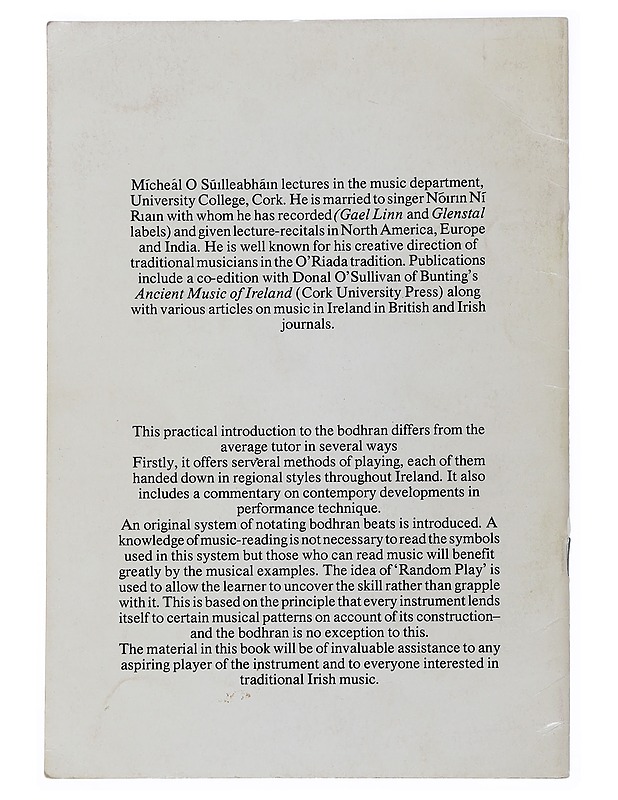 Mícheál O Súılleabháın lectures in the music department,
University College, Cork. He is married to singer Nóırın Ní
Rıaın with whom he has recorded (Gael Linn and Glenstal
labels) and given lecture-recitals in North America, Europe
and India. He is well known for his creative direction of
traditional musicians in the O'Riada tradition. Publications
include a co-edition with Donal O'Sullivan of Bunting's
Ancient Music of Ireland (Cork University Press) along
with various articles on music in Ireland in British and Irish
journals.
This practical introduction to the bodhran differs from the
average tutor in several ways
Firstly, it offers serveral methods of playing, each of them
handed down in regional styles throughout Ireland. It also
includes a commentary on contempory developments in
performance technique.
An original system of notating bodhran beats is introduced. A
knowledge of music-reading is not necessary to read the symbols
used in this system but those who can read music will benefit
greatly by the musical examples. The idea of 'Random Play' is
used to allow the learner to uncover the skill rather than grapple
with it. This is based on the principle that every instrument lends
itself to certain musical patterns on account of its construction–
and the bodhran is no exception to this.
The material in this book will be of invaluable assistance to any
aspiring player of the instrument and to everyone interested in
traditional Irish music.